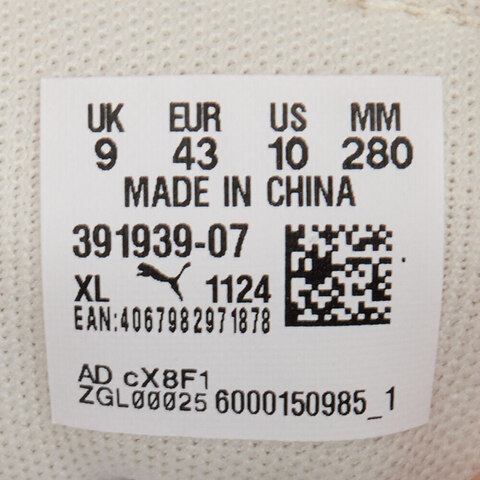 UK EUR US MM
9 43 10 280
MADE IN CHINA
391939-07
XL 1124
EAN:4067982971878
AD cX8F1
ZGL00025 6000150985_1